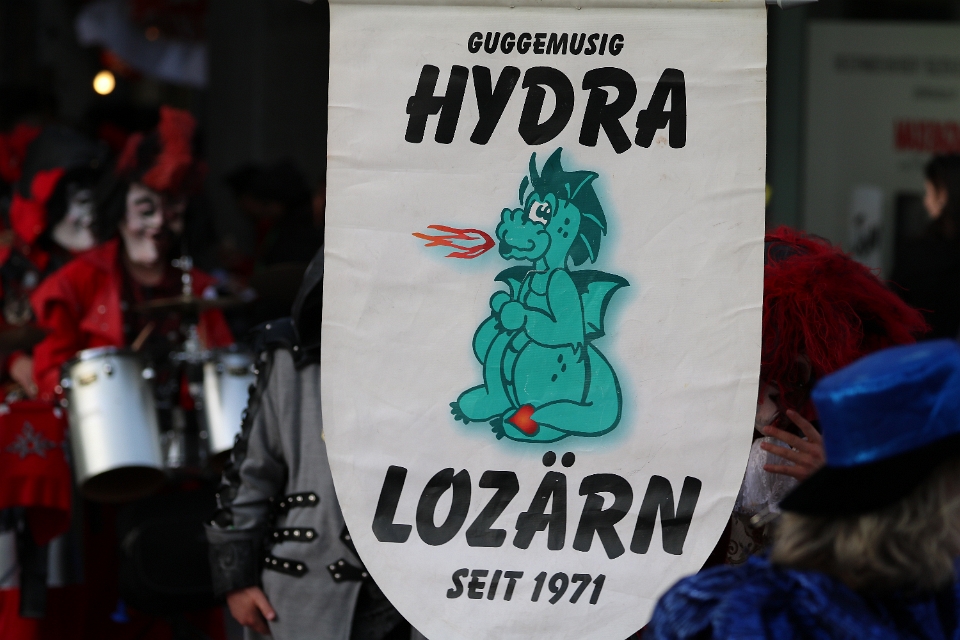 GUGGEMUSIG
HYDRA
LOZÄRN
SEIT 1971